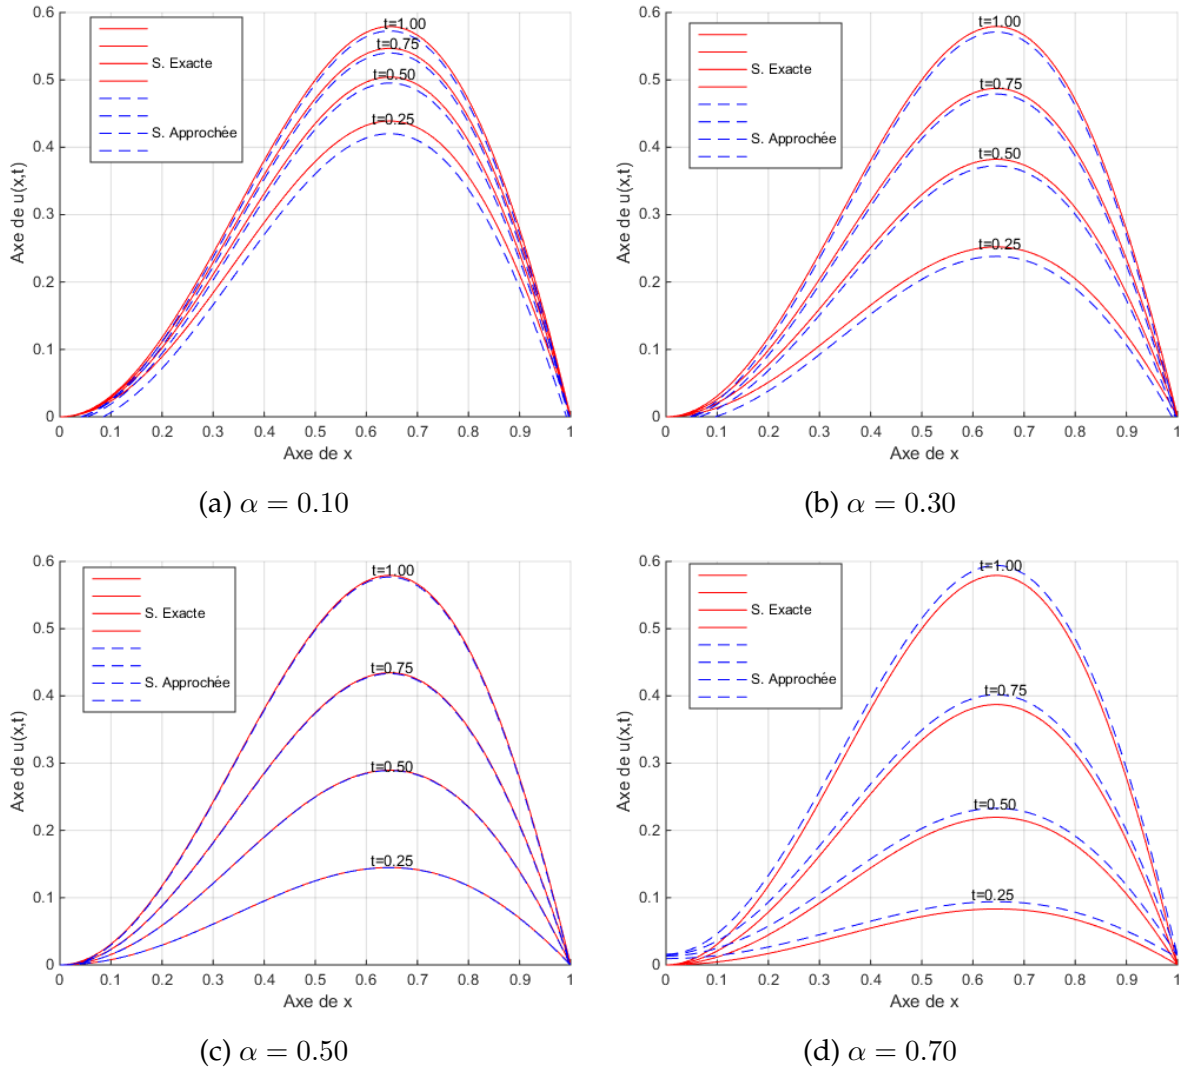 t=1.00
t=0.75
t=0.50
t=0.25
S. Exacte
S. Approchée
Axe de u(x,t)
0.6
0.5
0.4
0.3
0.2
0.1
0
0 0.1 0.2 0.3 0.4 0.5 0.6 0.7 0.8 0.9 1
Axe de x
(a) α = 0.10
t=1.00
t=0.75
t=0.50
t=0.25
S. Exacte
S. Approchée
Axe de u(x,t)
0.6
0.5
0.4
0.3
0.2
0.1
0
0 0.1 0.2 0.3 0.4 0.5 0.6 0.7 0.8 0.9 1
Axe de x
(b) α = 0.30
t=1.00
t=0.75
t=0.50
t=0.25
S. Exacte
S. Approchée
Axe de u(x,t)
0.6
0.5
0.4
0.3
0.2
0.1
0
0 0.1 0.2 0.3 0.4 0.5 0.6 0.7 0.8 0.9 1
Axe de x
(c) α = 0.50
t=1.00
t=0.75
t=0.50
t=0.25
S. Exacte
S. Approchée
Axe de u(x,t)
0.6
0.5
0.4
0.3
0.2
0.1
0
0 0.1 0.2 0.3 0.4 0.5 0.6 0.7 0.8 0.9 1
Axe de x
(d) α = 0.70